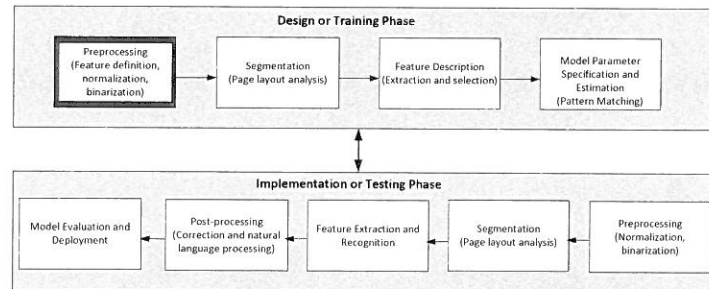 Design or Training Phase
Preprocessing
(Feature definition,
normalization,
binarization)
Segmentation
(Page layout analysis)
Feature Description
(Extraction and selection)
Model Parameter
Specification and
Estimation
(Pattern Matching)
Implementation or Testing Phase
Model Evaluation and
Deployment
Post-processing
(Correction and natural
language processing)
Feature Extraction and
Recognition
Segmentation
(Page layout analysis)
Preprocessing
(Normalization,
binarization)